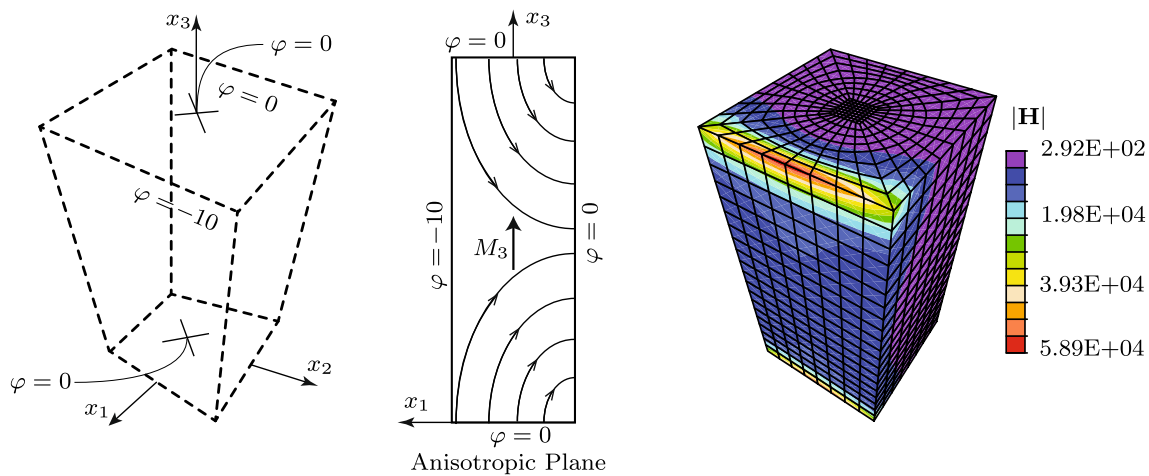 x₃
φ = 0
φ = 0
φ = −10
φ = 0
x₁
x₂
x₃
φ = 0
φ = −10
M₃
φ = 0
x₁
φ = 0
Anisotropic Plane
|H|
2.92E+02
1.98E+04
3.93E+04
5.89E+04